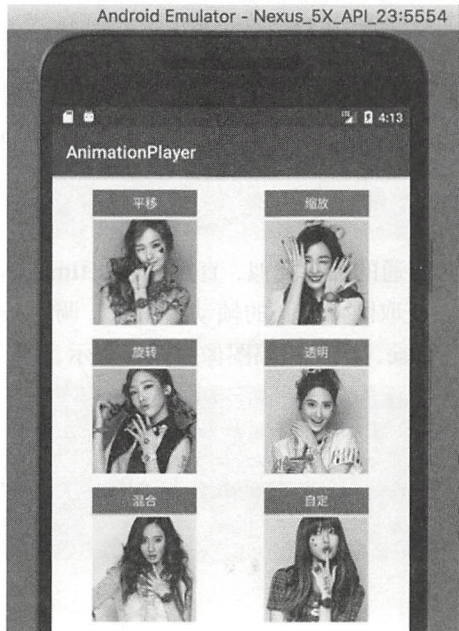 Android Emulator - Nexus_5X_API_23:5554
LTE 4:13
AnimationPlayer
平移
缩放
旋转
透明
混合
自定